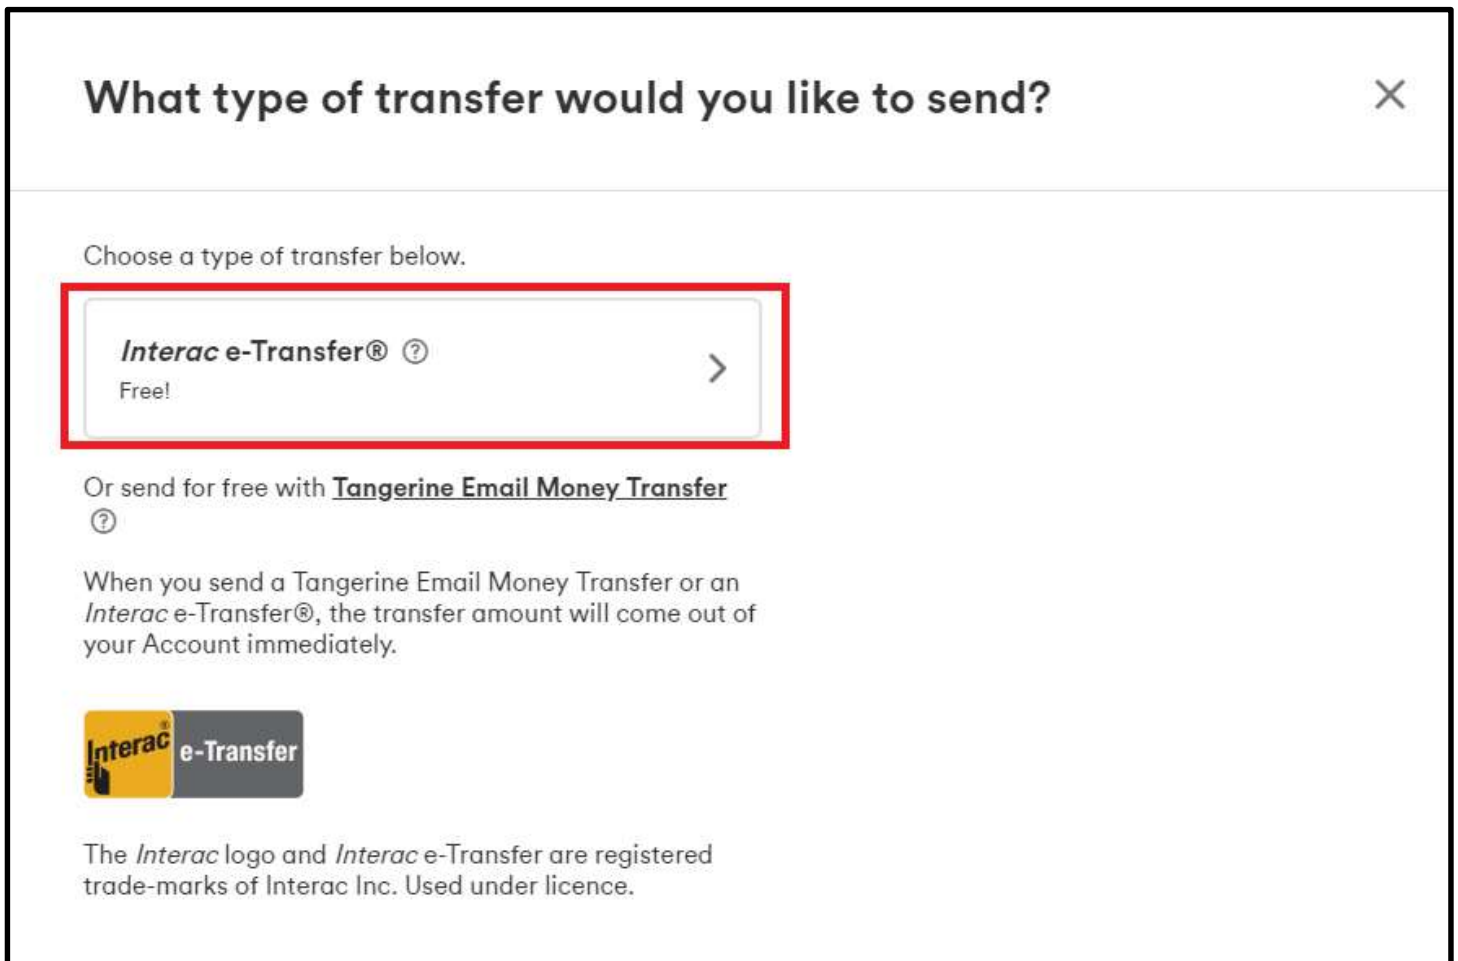 What type of transfer would you like to send?
Choose a type of transfer below.
Interac e-Transfer®
Free!
Or send for free with Tangerine Email Money Transfer
When you send a Tangerine Email Money Transfer or an
Interac e-Transfer®, the transfer amount will come out of
your Account immediately.
Interac® e-Transfer
The Interac logo and Interac e-Transfer are registered
trade-marks of Interac Inc. Used under licence.